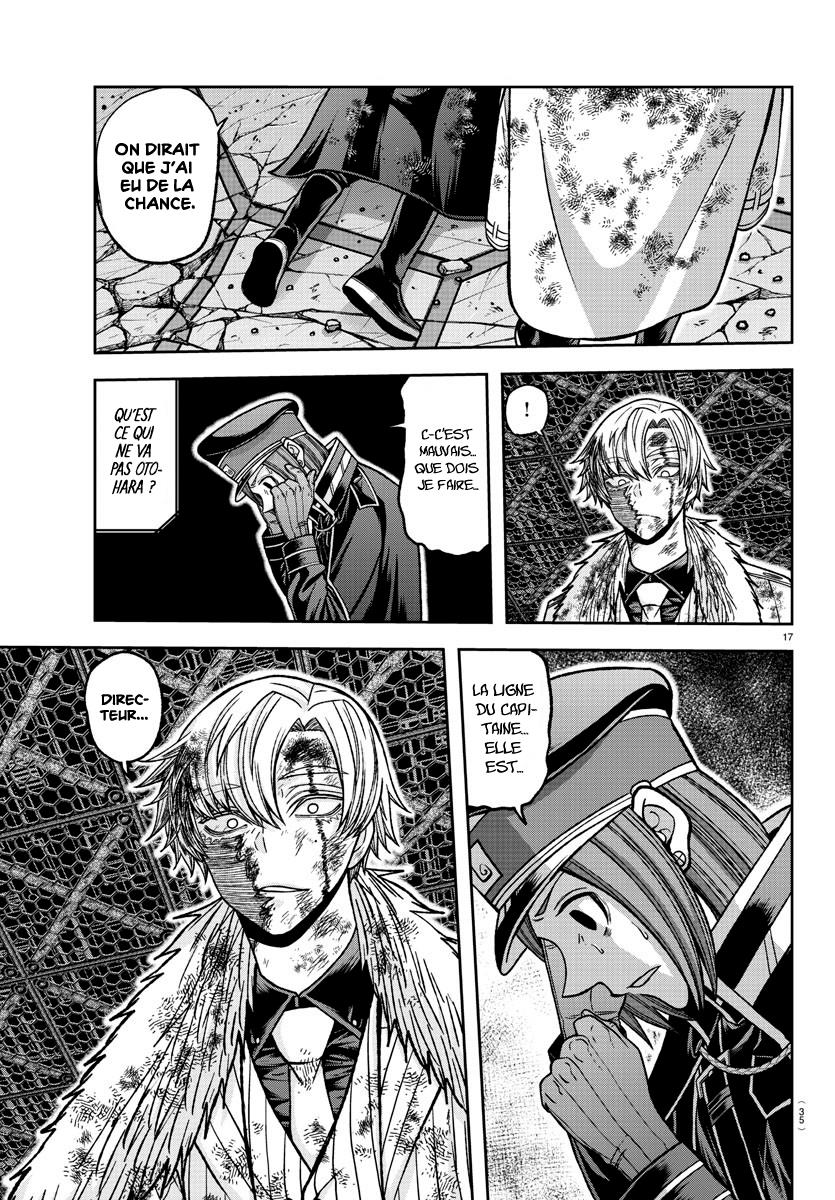 ON DIRAIT
QUE J'AI
EU DE LA
CHANCE.
!
C-C'EST
MAUVAIS...
QUE DOIS
JE FAIRE...
QU'EST
CE QUI
NE VA
PAS OTO-
HARA ?
17
LA LIGNE
DU CAPI-
TAINE...
ELLE
EST...
DIREC-
TEUR...
(35)